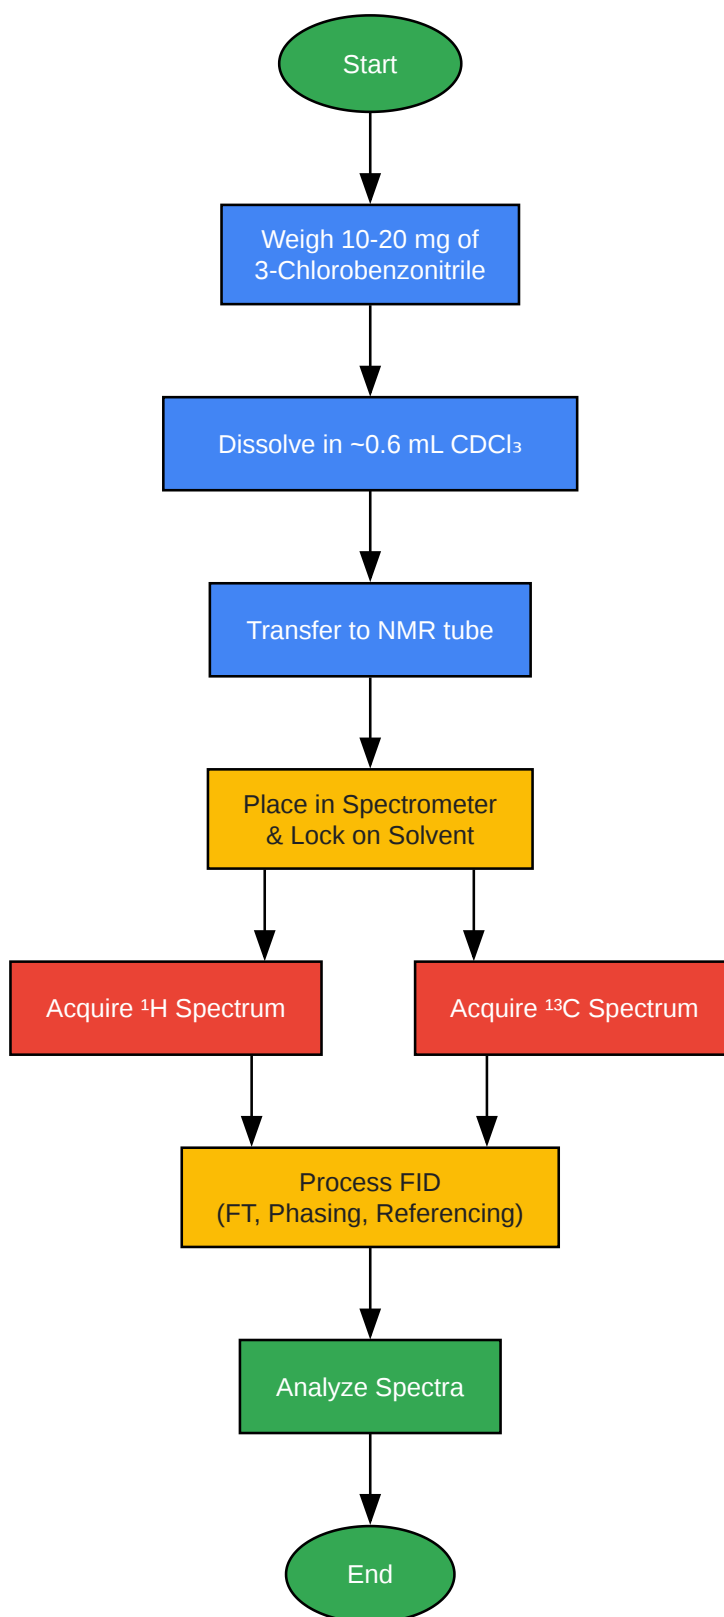 Start
Weigh 10-20 mg of
3-Chlorobenzonitrile
Dissolve in ~0.6 mL CDCl₃
Transfer to NMR tube
Place in Spectrometer
& Lock on Solvent
Acquire ¹H Spectrum
Acquire ¹³C Spectrum
Process FID
(FT, Phasing, Referencing)
Analyze Spectra
End